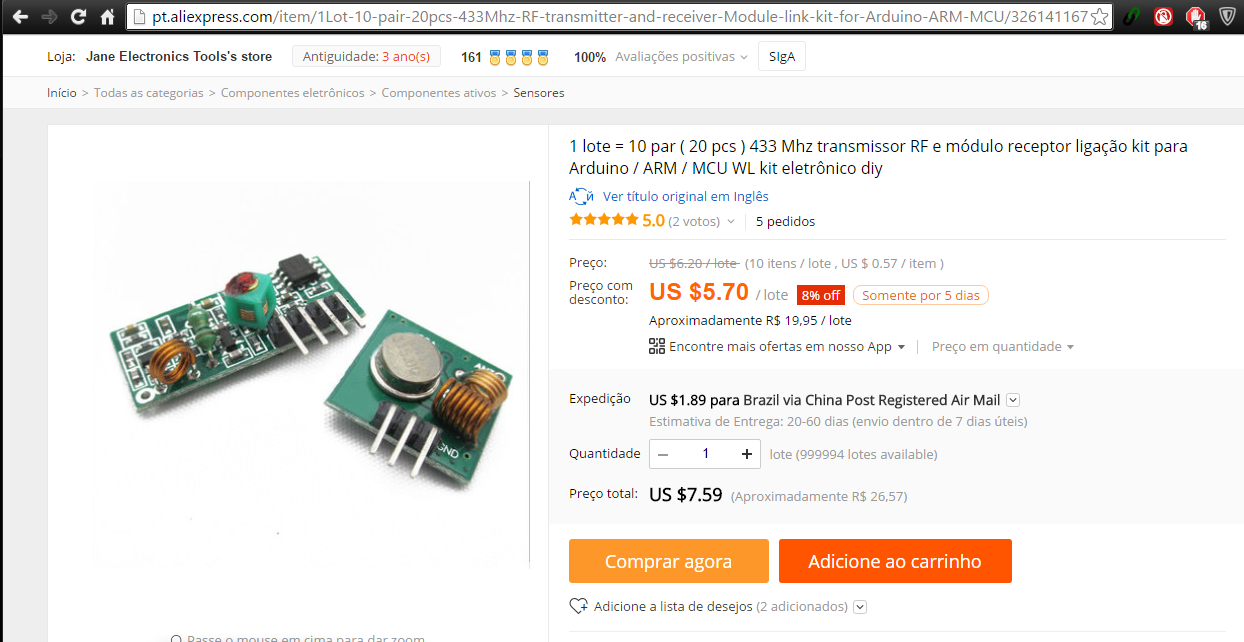 pt.aliexpress.com/item/1Lot-10-pair-20pcs-433Mhz-RF-transmitter-and-receiver-Module-link-kit-for-Arduino-ARM-MCU/326141167
16
Loja: Jane Electronics Tools's store Antiguidade: 3 ano(s) 161 100% Avaliações positivas SIgA
Início > Todas as categorias > Componentes eletrônicos > Componentes ativos > Sensores
1 lote = 10 par ( 20 pcs ) 433 Mhz transmissor RF e módulo receptor ligação kit para
Arduino / ARM / MCU WL kit eletrônico diy
Ver título original em Inglês
5.0 (2 votos) 5 pedidos
Preço: US $6.20 / lote (10 itens / lote , US $ 0.57 / item )
Preço com
desconto: US $5.70 / lote 8% off Somente por 5 dias
Aproximadamente R$ 19,95 / lote
Encontre mais ofertas em nosso App Preço em quantidade
Expedição US $1.89 para Brazil via China Post Registered Air Mail
Estimativa de Entrega: 20-60 dias (envio dentro de 7 dias úteis)
Quantidade − 1 + lote (999994 lotes available)
Preço total: US $7.59 (Aproximadamente R$ 26,57)
Comprar agora Adicione ao carrinho
Adicione a lista de desejos (2 adicionados)
GND
Passe o mouse em cima para dar zoom